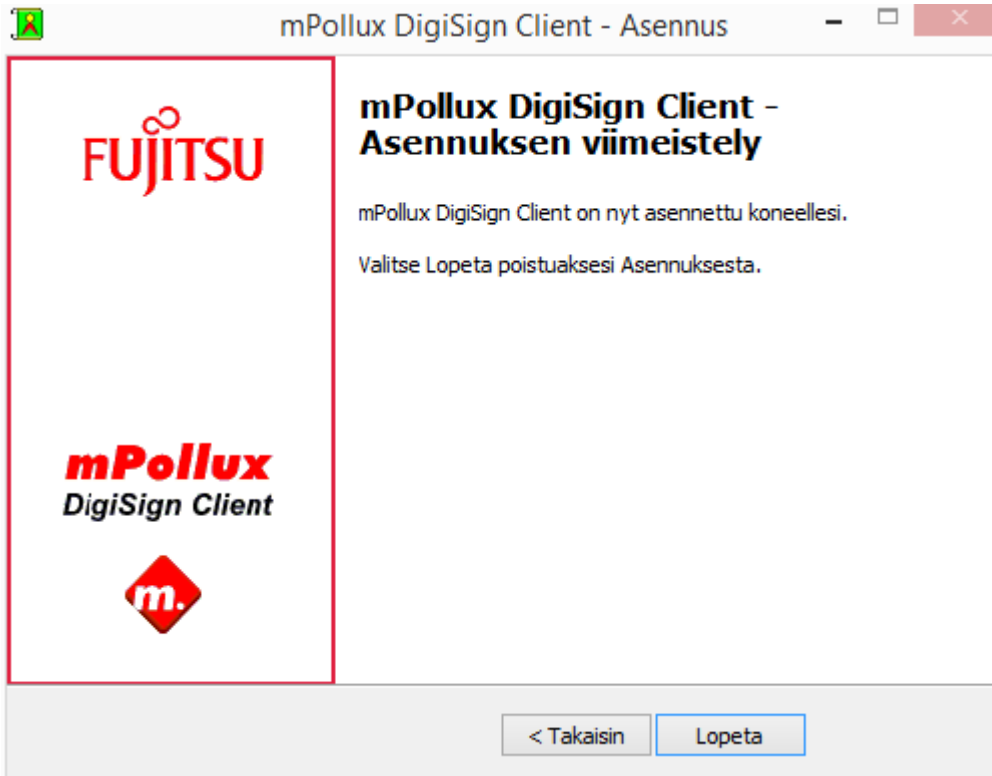 mPollux DigiSign Client - Asennus
FUJITSU
mPollux
DigiSign Client
m.
mPollux DigiSign Client -
Asennuksen viimeistely
mPollux DigiSign Client on nyt asennettu koneellesi.
Valitse Lopeta poistuaksesi Asennuksesta.
< Takaisin
Lopeta